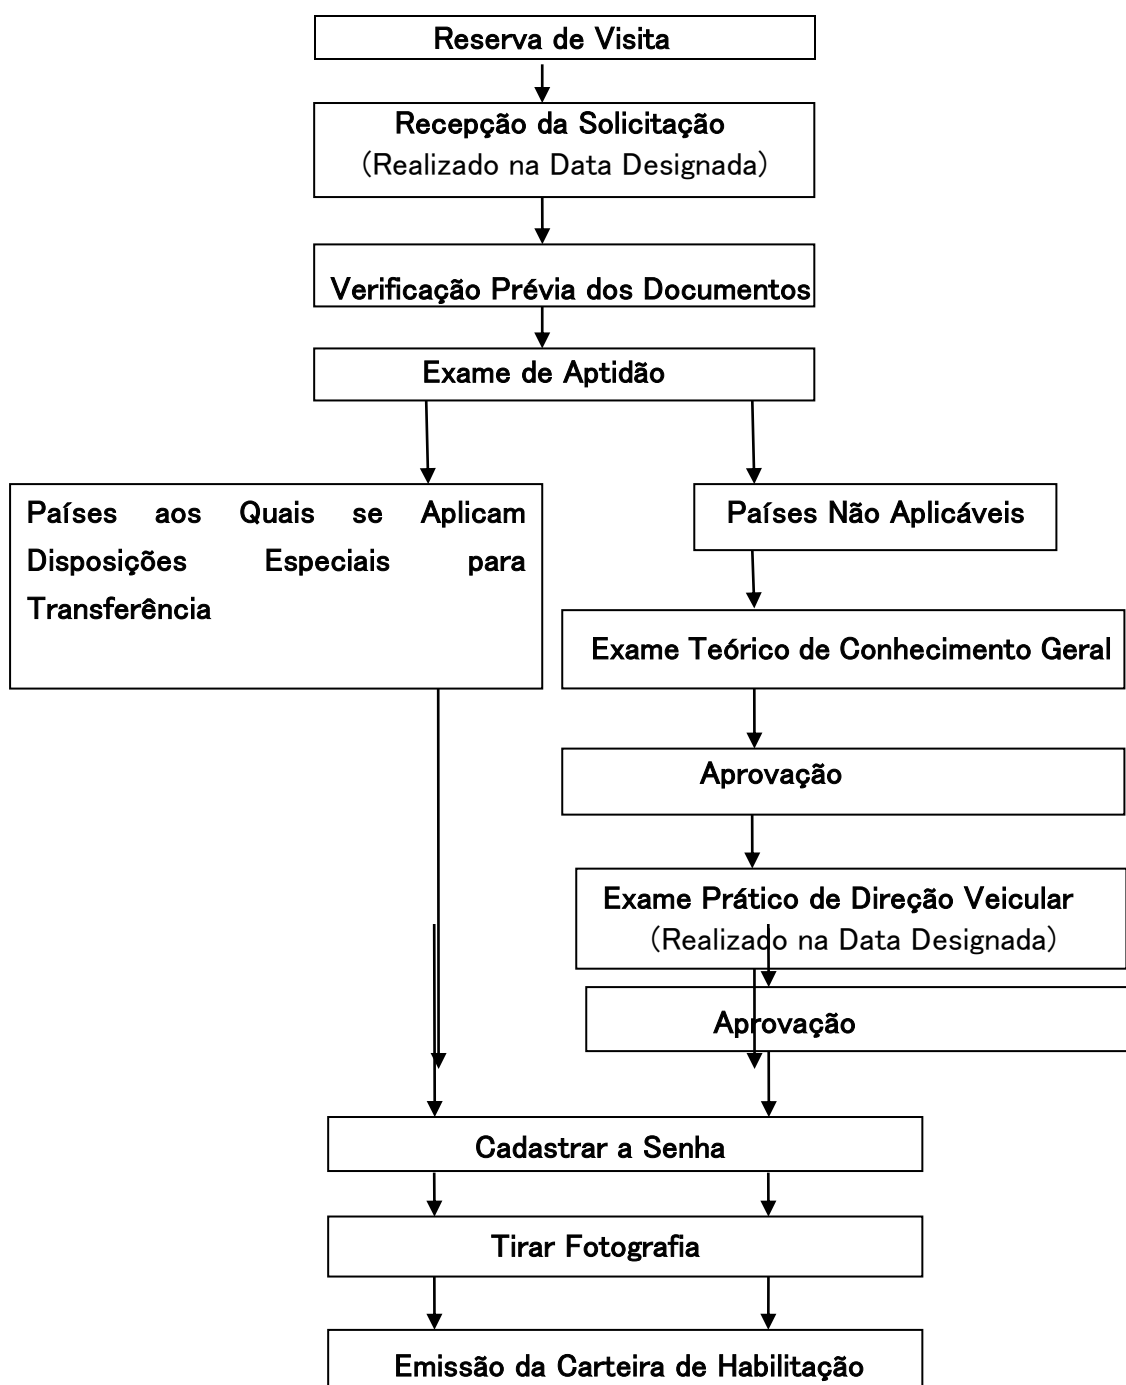 Reserva de Visita
Recepção da Solicitação
(Realizado na Data Designada)
Verificação Prévia dos Documentos
Exame de Aptidão
Países aos Quais se Aplicam
Disposições Especiais para
Transferência
Países Não Aplicáveis
Exame Teórico de Conhecimento Geral
Aprovação
Exame Prático de Direção Veicular
(Realizado na Data Designada)
Aprovação
Cadastrar a Senha
Tirar Fotografia
Emissão da Carteira de Habilitação